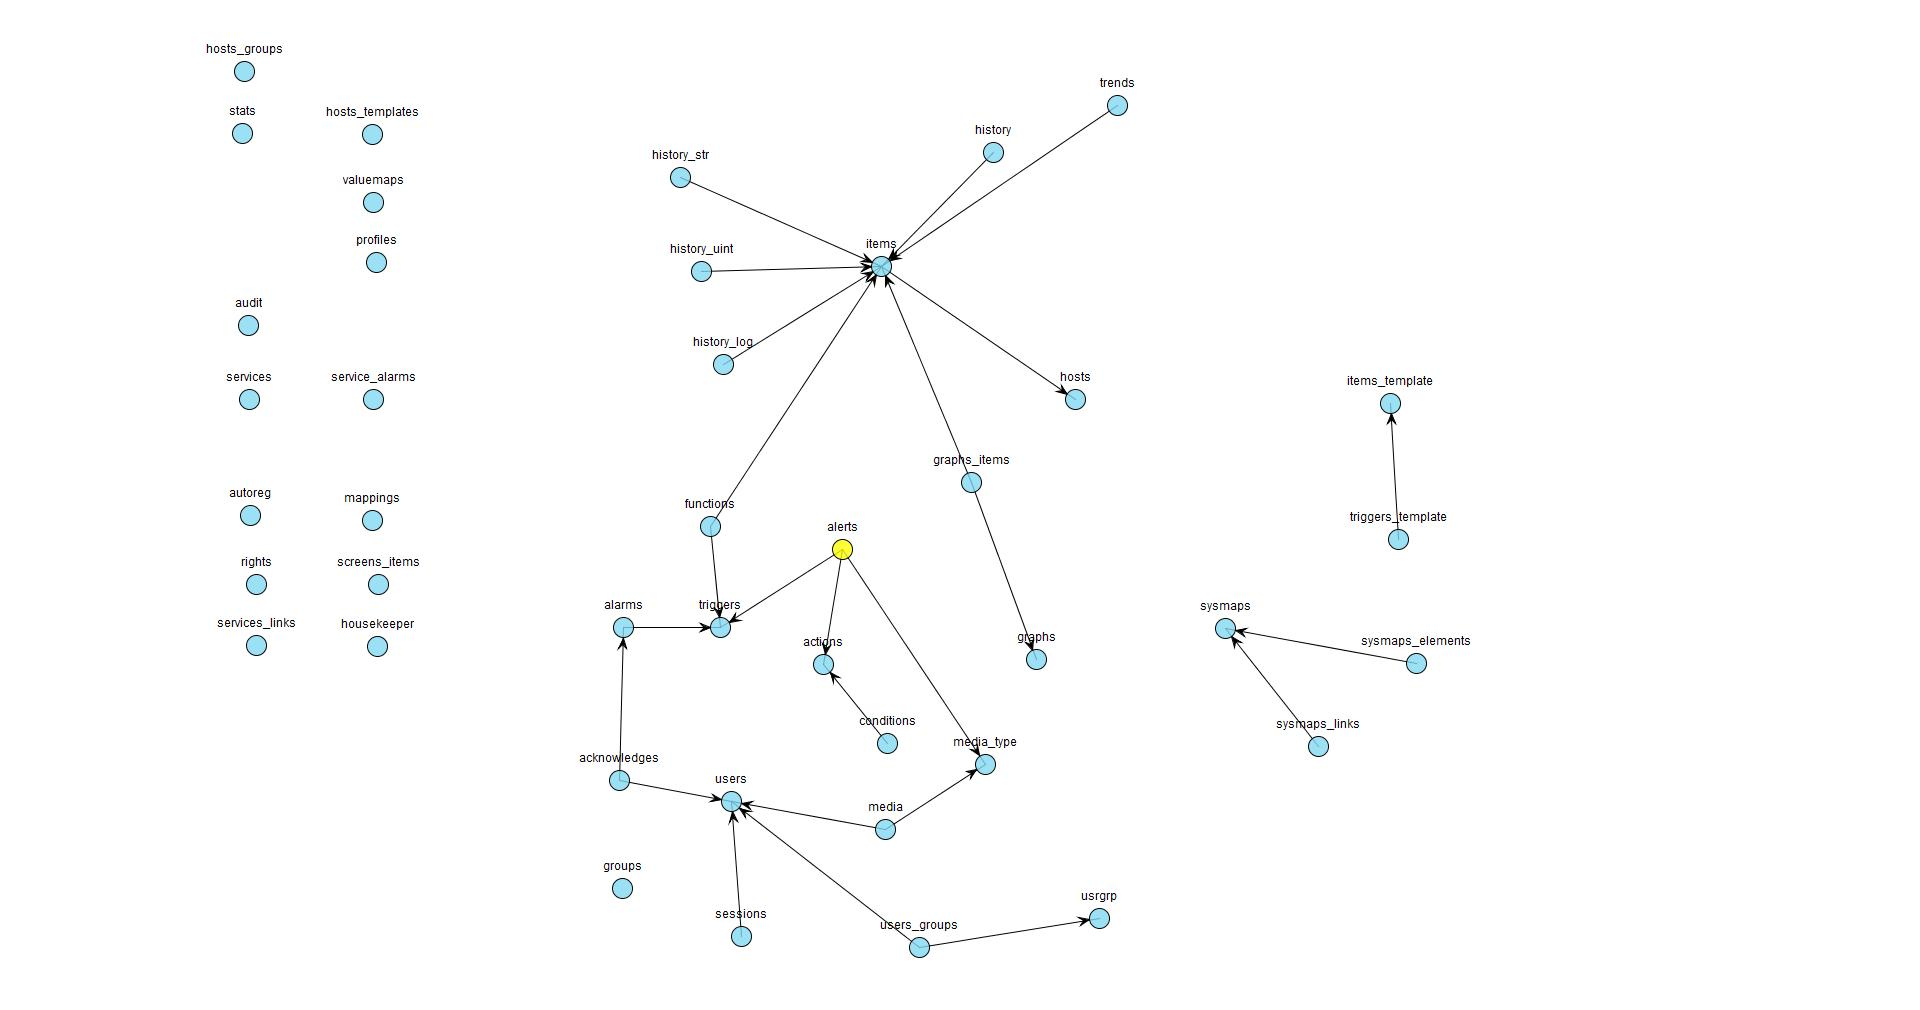 hosts_groups
stats
hosts_templates
valuemaps
profiles
audit
services
service_alarms
autoreg
mappings
rights
screens_items
services_links
housekeeper
trends
history
history_str
items
history_uint
history_log
hosts
graphs_items
functions
alerts
alarms
triggers
actions
graphs
conditions
media_type
acknowledges
users
media
groups
sessions
users_groups
usrgrp
items_template
triggers_template
sysmaps
sysmaps_elements
sysmaps_links